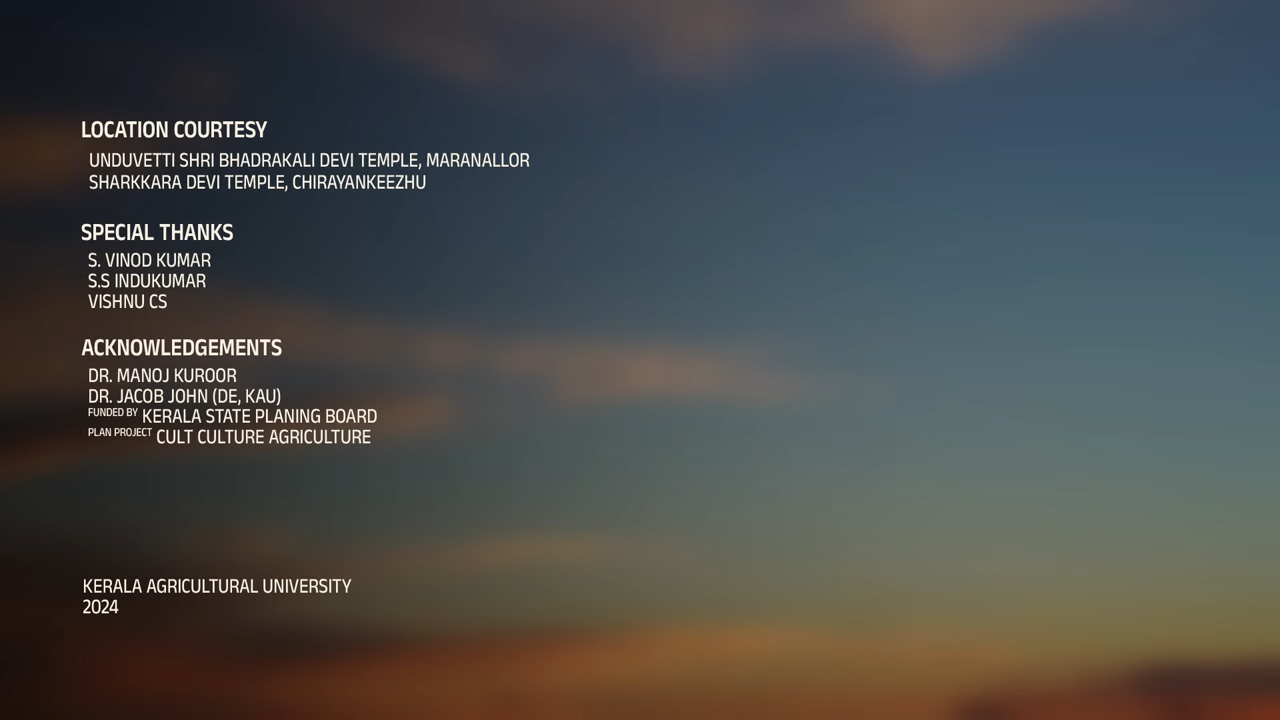 LOCATION COURTESY
UNDUVETTI SHRI BHADRAKALI DEVI TEMPLE, MARANALLOR
SHARKKARA DEVI TEMPLE, CHIRAYANKEEZHU
SPECIAL THANKS
S. VINOD KUMAR
S.S INDUKUMAR
VISHNU CS
ACKNOWLEDGEMENTS
DR. MANOJ KUROOR
DR. JACOB JOHN (DE, KAU)
FUNDED BY KERALA STATE PLANING BOARD
PLAN PROJECT CULT CULTURE AGRICULTURE
KERALA AGRICULTURAL UNIVERSITY
2024